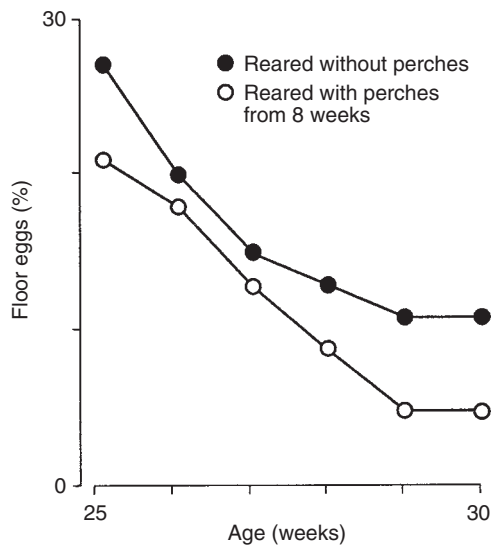 30
Reared without perches
Reared with perches
from 8 weeks
Floor eggs (%)
0
25
30
Age (weeks)